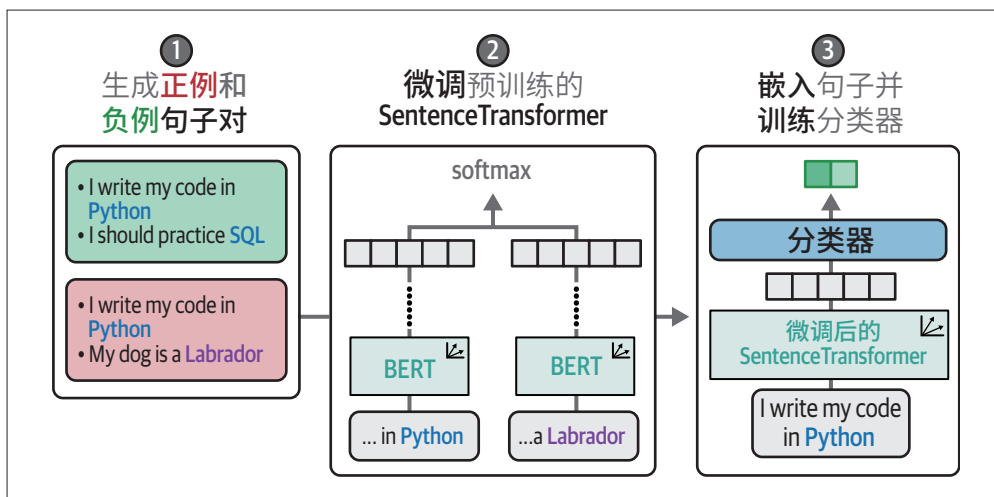 1
生成正例和
负例句子对
• I write my code in
Python
• I should practice SQL
• I write my code in
Python
• My dog is a Labrador
2
微调预训练的
SentenceTransformer
softmax
BERT
BERT
... in Python
...a Labrador
3
嵌入句子并
训练分类器
分类器
微调后的
SentenceTransformer
I write my code
in Python